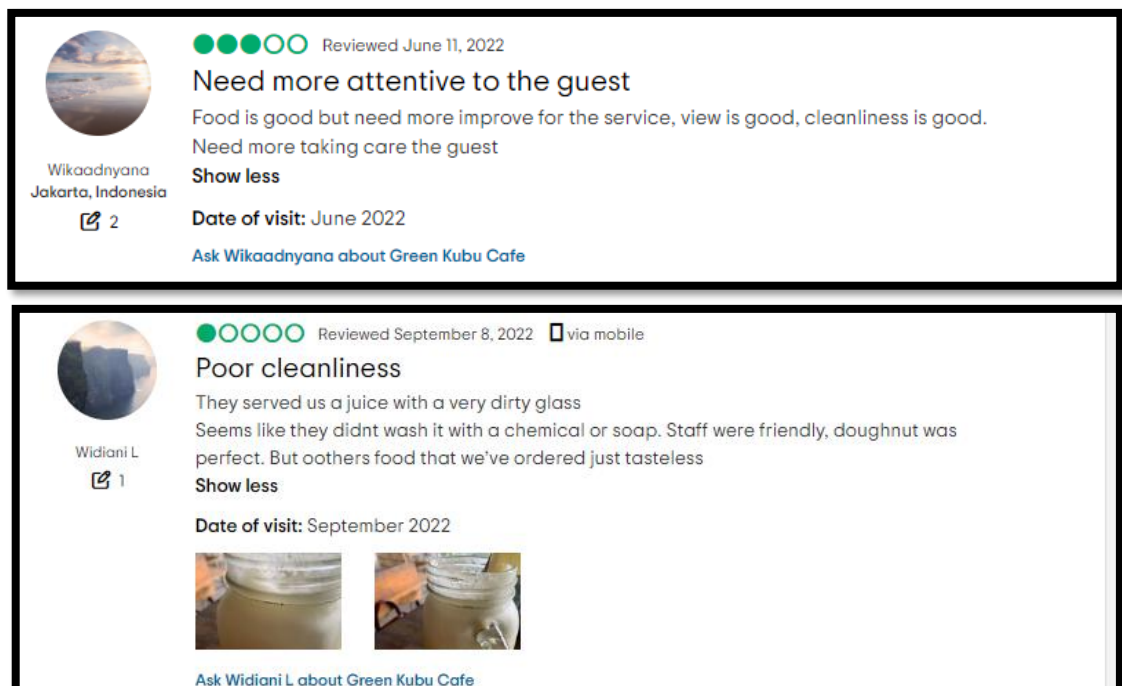 Reviewed June 11, 2022
Need more attentive to the guest
Food is good but need more improve for the service, view is good, cleanliness is good.
Need more taking care the guest
Show less
Wikaadnyana
Jakarta, Indonesia
2
Date of visit: June 2022
Ask Wikaadnyana about Green Kubu Cafe
Reviewed September 8, 2022 via mobile
Poor cleanliness
They served us a juice with a very dirty glass
Seems like they didnt wash it with a chemical or soap. Staff were friendly, doughnut was
perfect. But oothers food that we've ordered just tasteless
Show less
Widiani L
1
Date of visit: September 2022
Ask Widiani L about Green Kubu Cafe